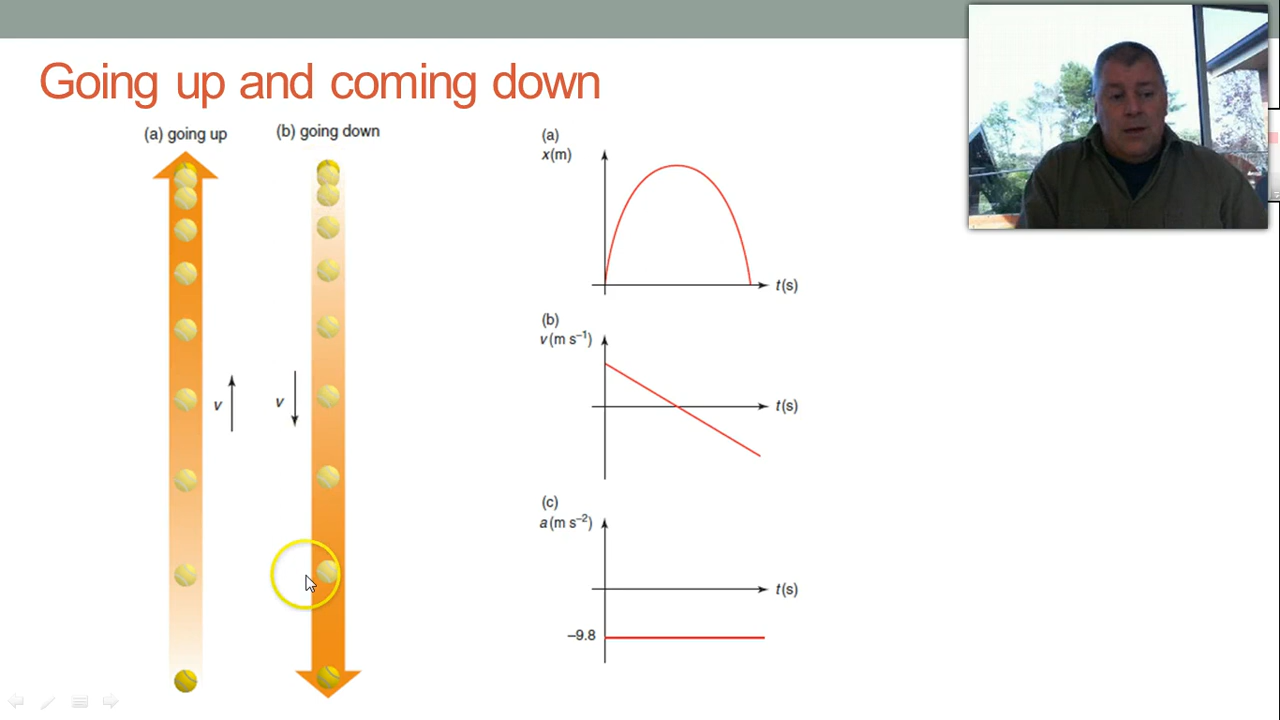 Going up and coming down
(a) going up
(b) going down
v
v
(a)
x(m)
t(s)
(b)
v(m s⁻¹)
t(s)
(c)
a(m s⁻²)
t(s)
–9.8